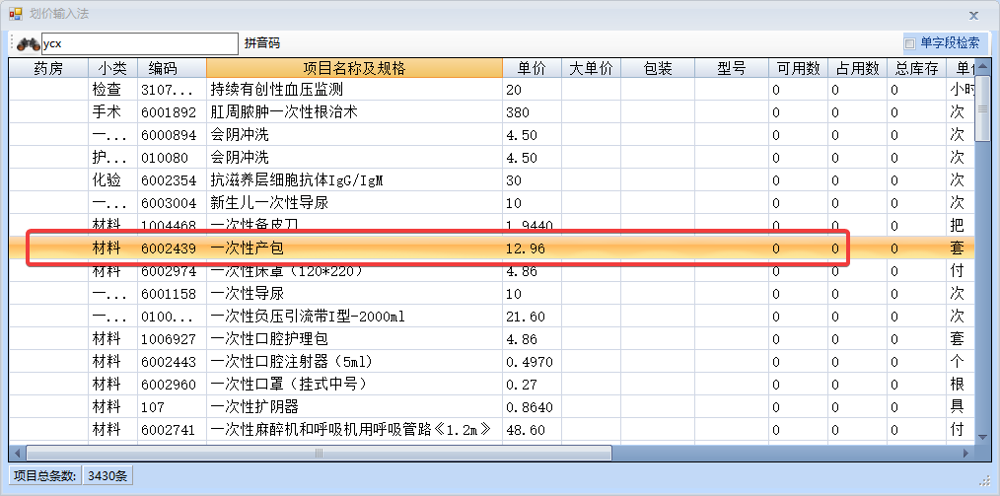 划价输入法
ycx 拼音码 单字段检索
药房 小类 编码 项目名称及规格 单价 大单价 包装 型号 可用数 占用数 总库存 单位
检查 3107... 持续有创性血压监测 20 0 0 0 小时
手术 6001892 肛周脓肿一次性根治术 380 0 0 0 次
一... 6000894 会阴冲洗 4.50 0 0 0 次
护... 010080 会阴冲洗 4.50 0 0 0 次
化验 6002354 抗滋养层细胞抗体IgG/IgM 30 0 0 0 次
一... 6003004 新生儿一次性导尿 10 0 0 0 次
材料 1004468 一次性备皮刀 1.9440 0 0 0 把
材料 6002439 一次性产包 12.96 0 0 0 套
材料 6002974 一次性床罩（120*220） 4.86 0 0 0 付
一... 6001158 一次性导尿 10 0 0 0 次
一... 0100... 一次性负压引流带I型-2000ml 21.60 0 0 0 次
材料 1006927 一次性口腔护理包 4.86 0 0 0 套
材料 6002443 一次性口腔注射器（5ml） 0.4970 0 0 0 个
材料 6002960 一次性口罩（挂式中号） 0.27 0 0 0 根
材料 107 一次性扩阴器 0.8640 0 0 0 具
材料 6002741 一次性麻醉机和呼吸机用呼吸管路《1.2m》 48.60 0 0 0 付
项目总条数: 3430条